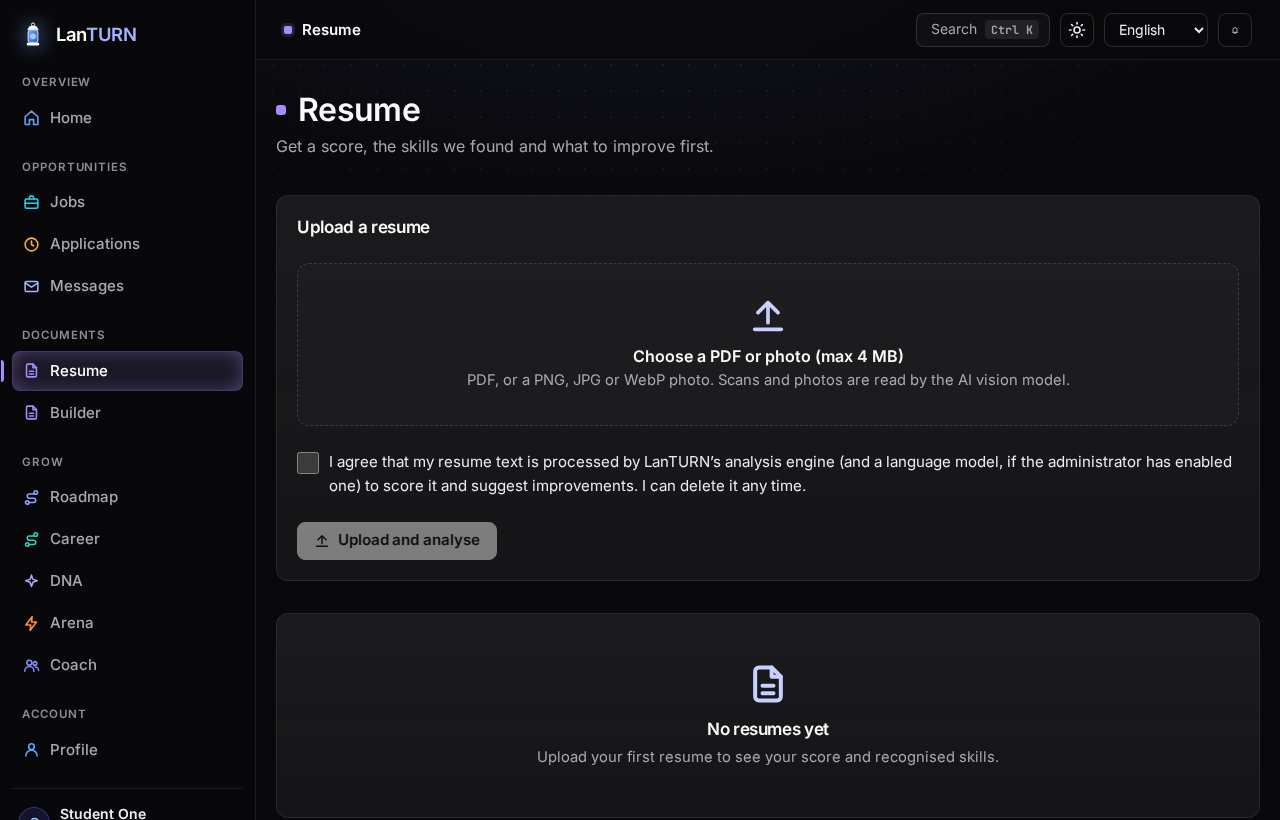 LanTURN
OVERVIEW
Home
OPPORTUNITIES
Jobs
Applications
Messages
DOCUMENTS
Resume
Builder
GROW
Roadmap
Career
DNA
Arena
Coach
ACCOUNT
Profile
Student One
Resume
Search Ctrl K
English
Resume
Get a score, the skills we found and what to improve first.
Upload a resume
Choose a PDF or photo (max 4 MB)
PDF, or a PNG, JPG or WebP photo. Scans and photos are read by the AI vision model.
I agree that my resume text is processed by LanTURN’s analysis engine (and a language model, if the administrator has enabled
one) to score it and suggest improvements. I can delete it any time.
Upload and analyse
No resumes yet
Upload your first resume to see your score and recognised skills.